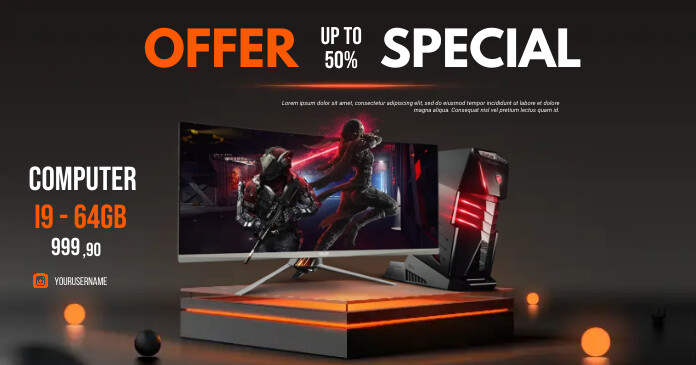 OFFER UP TO 50% SPECIAL
Lorem ipsum dolor sit amet, consectetur adipiscing elit, sed do eiusmod tempor incididunt ut labore et dolore
magna aliqua. Consequat nisl vel pretium lectus quam id.
COMPUTER
I9 - 64GB
999,90
YOURUSERNAME